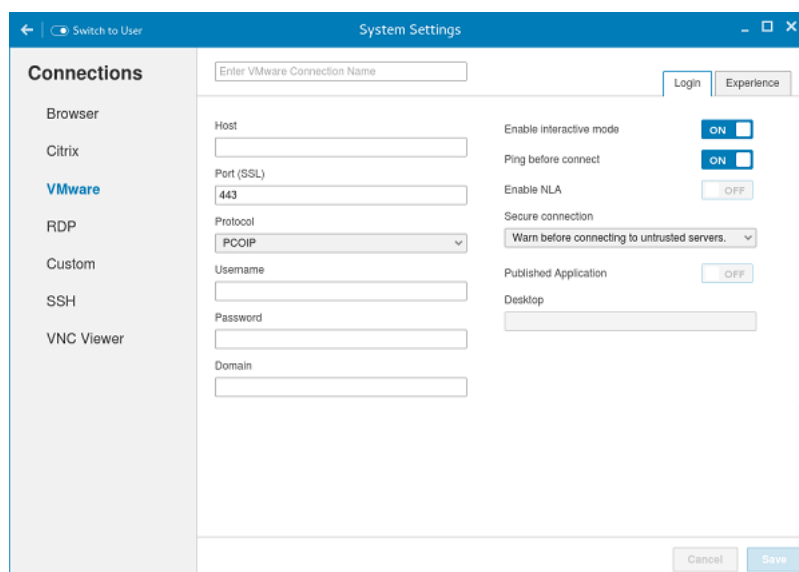 Switch to User
System Settings
Connections
Browser
Citrix
VMware
RDP
Custom
SSH
VNC Viewer
Enter VMware Connection Name
Login
Experience
Host
Port (SSL)
443
Protocol
PCOIP
Username
Password
Domain
Enable interactive mode
ON
Ping before connect
ON
Enable NLA
OFF
Secure connection
Warn before connecting to untrusted servers.
Published Application
OFF
Desktop
Cancel
Save